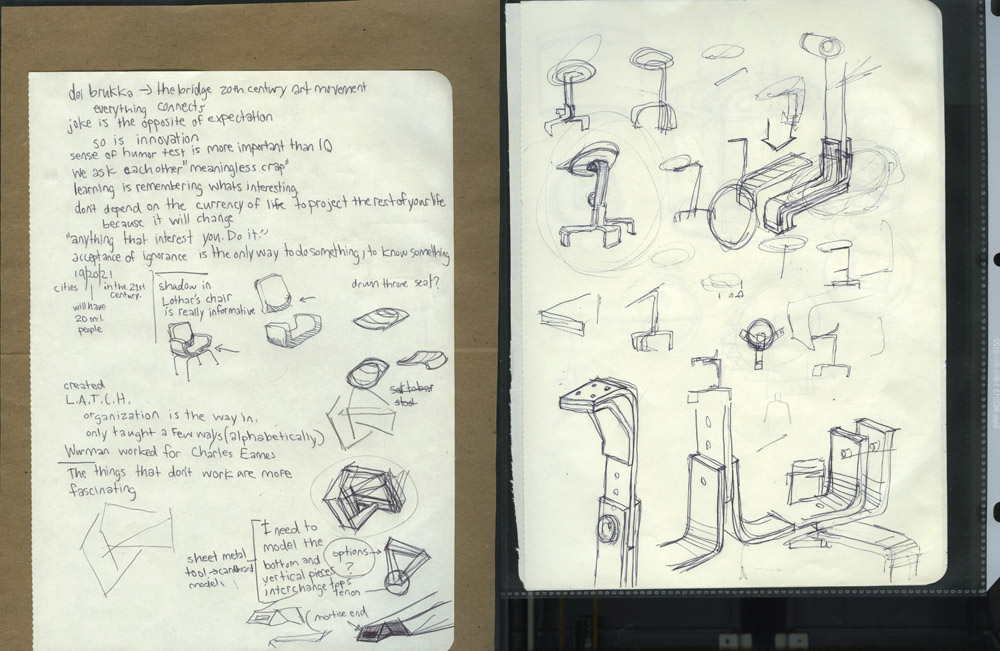 doi brukka → the bridge 20th century art movement
everything connects
joke is the opposite of expectation
so is innovation
sense of humor test is more important than IQ
we ask each other "meaningless crap"
learning is remembering whats interesting
don't depend on the currency of life to project the rest of your life
because it will change
"anything that interest you. Do it."
acceptance of ignorance is the only way to do something, to know something
19/20/21
cities
in the 21st
century.
will have
20 mil.
people
shadow in
Lothar's chair
is really informative
drum throne seat?
stool
created
L.A.T.C.H.
organization is the way in.
only taught a few ways (alphabetically)
Wurman worked for Charles Eames
The things that don't work are more
fascinating
sheet metal
tool → cardboard
model
I need to
model the
bottom and
vertical pieces
interchange tops
options
?
tenon
mortise end